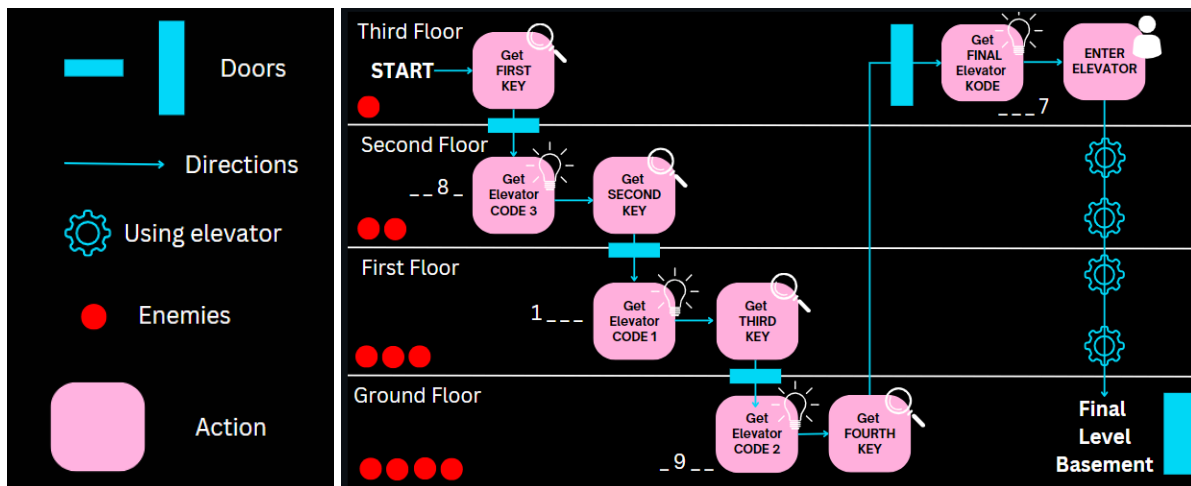 Doors
Directions
Using elevator
Enemies
Action
Third Floor
START
Get
FIRST
KEY
Get
FINAL
Elevator
KODE
ENTER
ELEVATOR
_ _ _ 7
Second Floor
_ _ 8 _
Get
Elevator
CODE 3
Get
SECOND
KEY
First Floor
1 _ _ _
Get
Elevator
CODE 1
Get
THIRD
KEY
Ground Floor
_ 9 _ _
Get
Elevator
CODE 2
Get
FOURTH
KEY
Final
Level
Basement